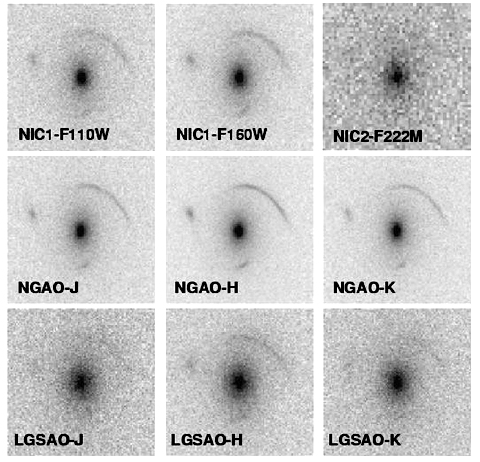 NIC1-F110W
NIC1-F160W
NIC2-F222M
NGAO-J
NGAO-H
NGAO-K
LGSAO-J
LGSAO-H
LGSAO-K